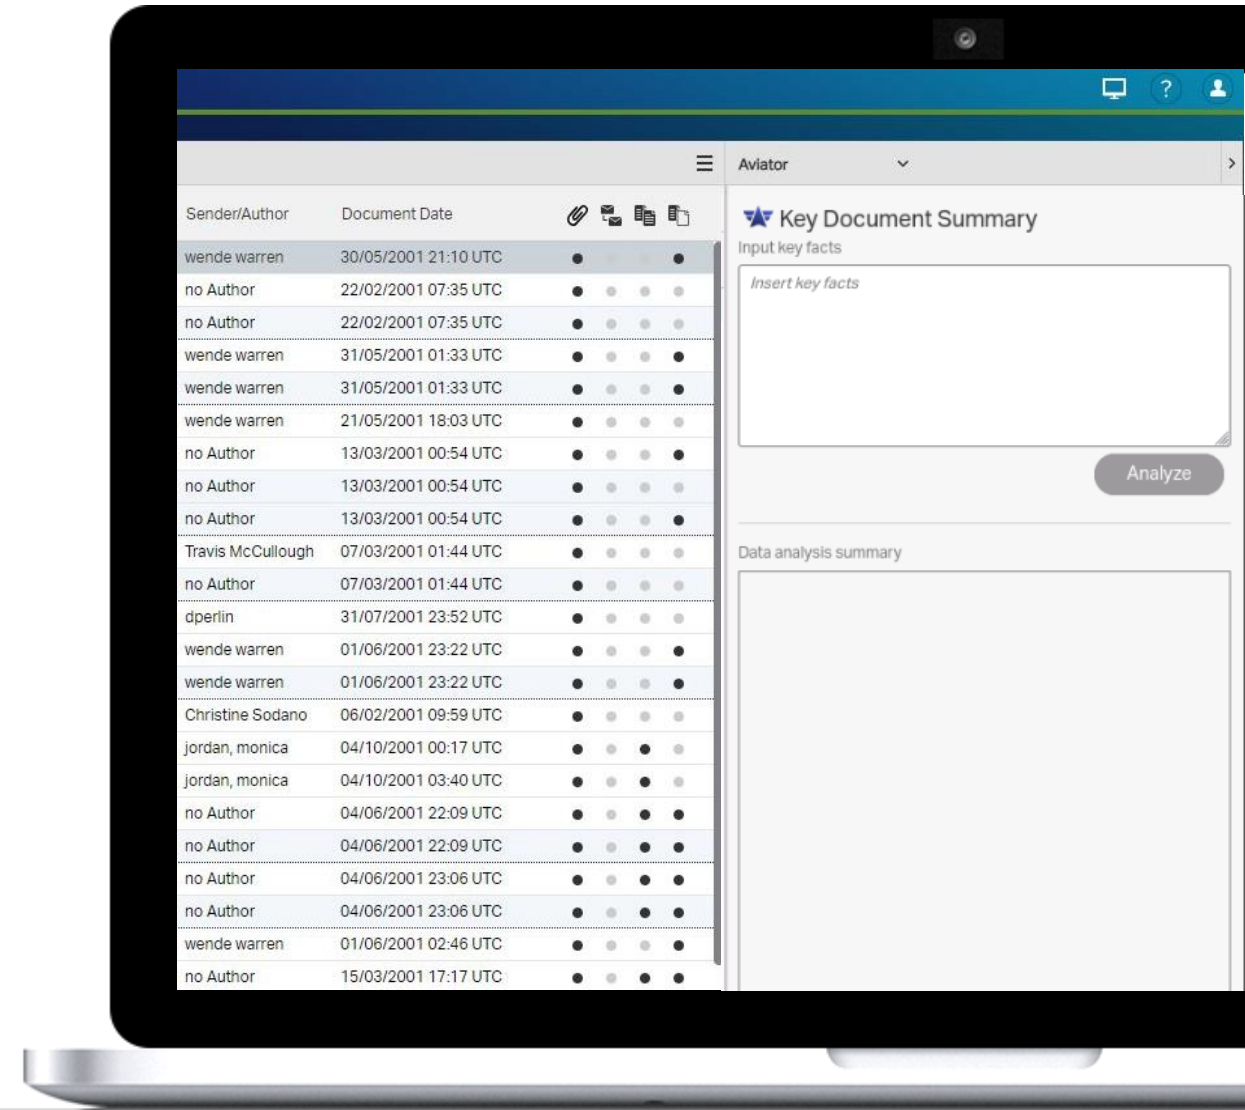 Aviator
Sender/Author Document Date
wende warren 30/05/2001 21:10 UTC
no Author 22/02/2001 07:35 UTC
no Author 22/02/2001 07:35 UTC
wende warren 31/05/2001 01:33 UTC
wende warren 31/05/2001 01:33 UTC
wende warren 21/05/2001 18:03 UTC
no Author 13/03/2001 00:54 UTC
no Author 13/03/2001 00:54 UTC
no Author 13/03/2001 00:54 UTC
Travis McCullough 07/03/2001 01:44 UTC
no Author 07/03/2001 01:44 UTC
dperlin 31/07/2001 23:52 UTC
wende warren 01/06/2001 23:22 UTC
wende warren 01/06/2001 23:22 UTC
Christine Sodano 06/02/2001 09:59 UTC
jordan, monica 04/10/2001 00:17 UTC
jordan, monica 04/10/2001 03:40 UTC
no Author 04/06/2001 22:09 UTC
no Author 04/06/2001 22:09 UTC
no Author 04/06/2001 23:06 UTC
no Author 04/06/2001 23:06 UTC
wende warren 01/06/2001 02:46 UTC
no Author 15/03/2001 17:17 UTC
Key Document Summary
Input key facts
Insert key facts
Analyze
Data analysis summary